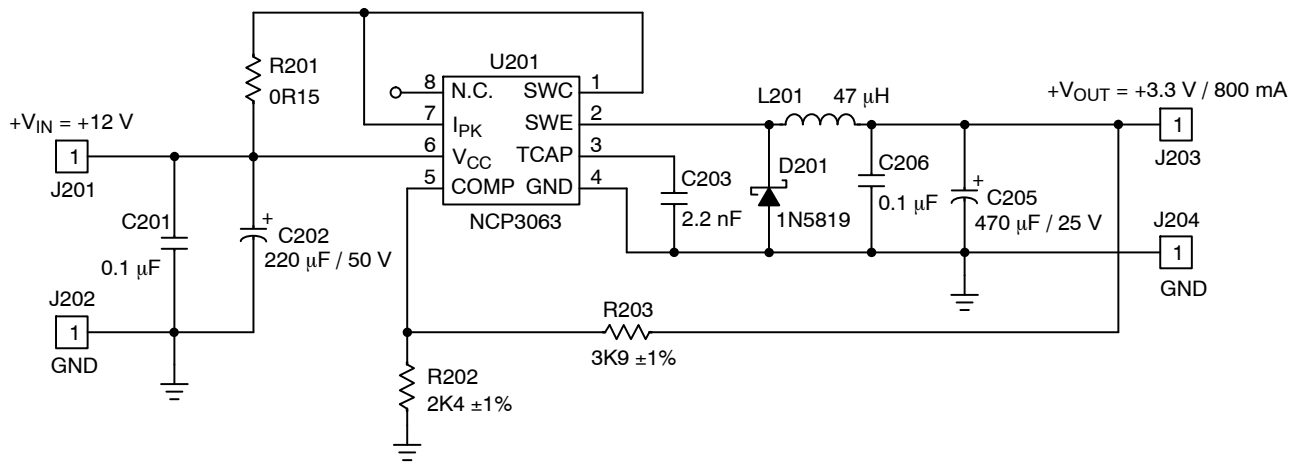 R201
0R15
+VIN = +12 V
1
J201
C201
0.1 µF
+
C202
220 µF / 50 V
J202
1
GND
U201
8 N.C. SWC 1
7 IPK SWE 2
6 VCC TCAP 3
5 COMP GND 4
NCP3063
L201 47 µH
+VOUT = +3.3 V / 800 mA
1
J203
C203
2.2 nF
D201
1N5819
C206
0.1 µF
+
C205
470 µF / 25 V
J204
1
GND
R203
3K9 ±1%
R202
2K4 ±1%